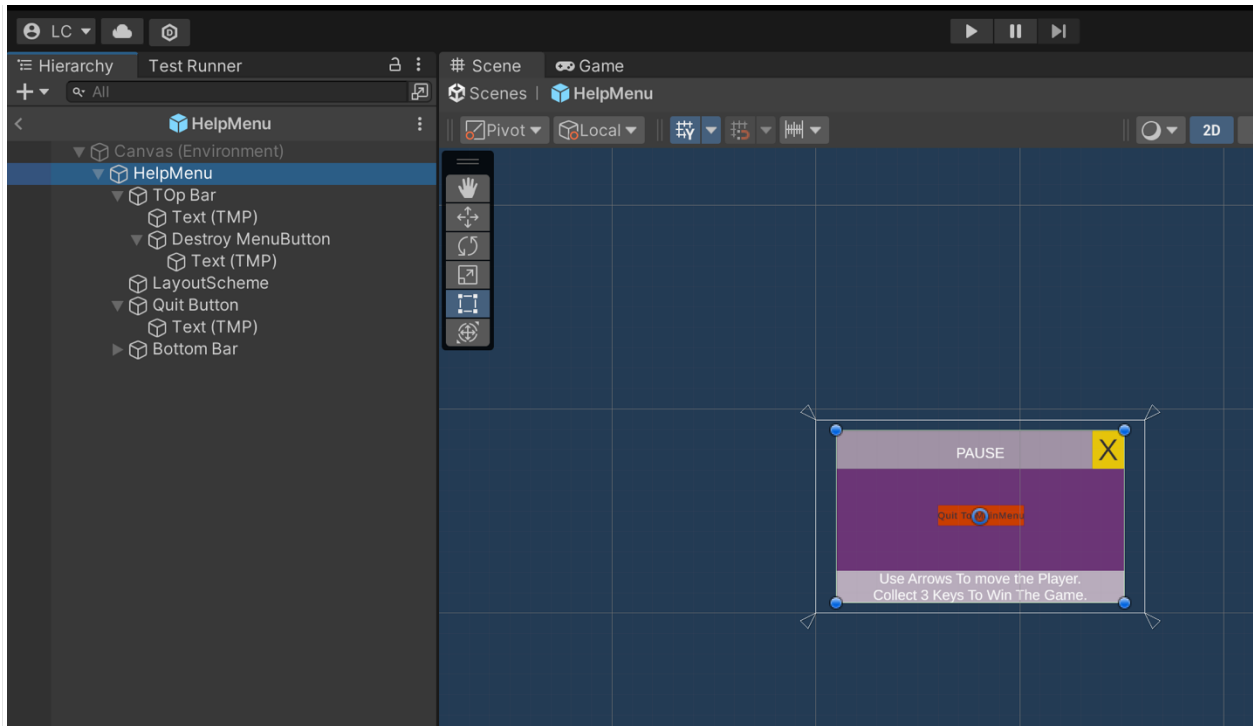 LC
Hierarchy
Test Runner
All
HelpMenu
Canvas (Environment)
HelpMenu
TOp Bar
Text (TMP)
Destroy MenuButton
Text (TMP)
LayoutScheme
Quit Button
Text (TMP)
Bottom Bar
Scene
Game
Scenes | HelpMenu
Pivot
Local
2D
PAUSE
X
Quit To
Use Arrows To move the Player.
Collect 3 Keys To Win The Game.